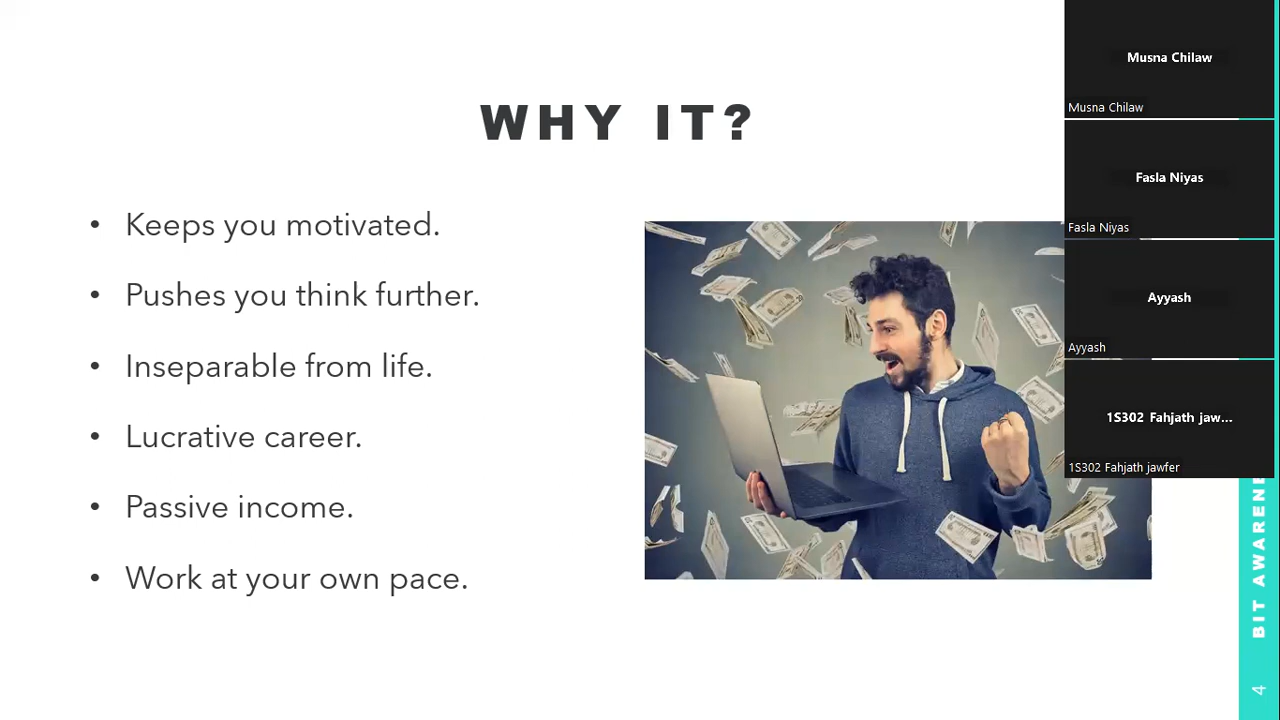 WHY IT?
• Keeps you motivated.
• Pushes you think further.
• Inseparable from life.
• Lucrative career.
• Passive income.
• Work at your own pace.
Musna Chilaw
Musna Chilaw
Fasla Niyas
Fasla Niyas
Ayyash
Ayyash
1S302 Fahjath jaw...
1S302 Fahjath jawfer
BIT AWARENE
4